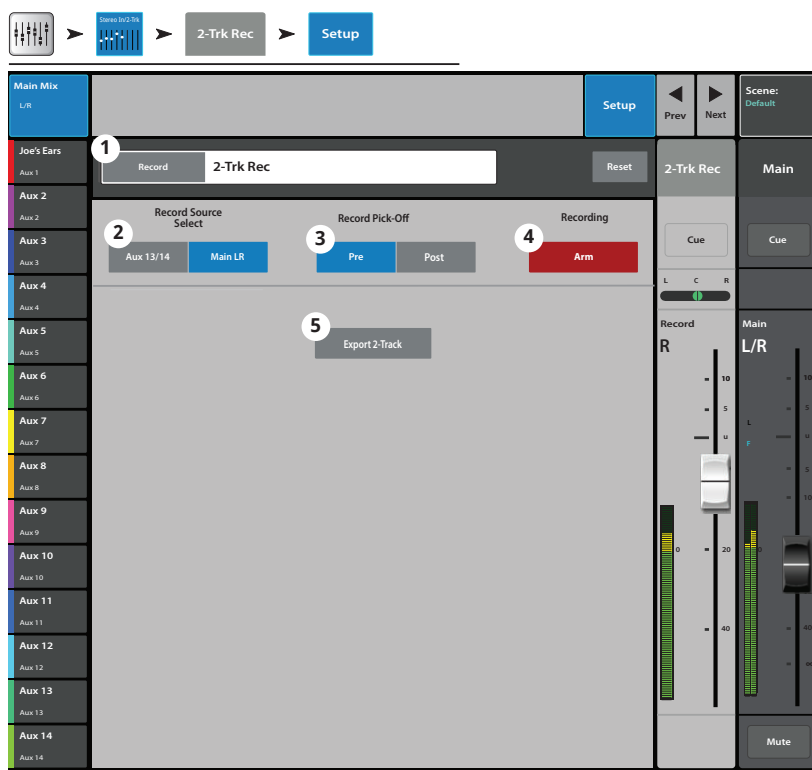 Stereo In/2-Trk
2-Trk Rec
Setup
Main Mix
L/R
Setup
Prev
Next
Scene:
Default
Joe's Ears
Aux 1
Aux 2
Aux 2
Aux 3
Aux 3
Aux 4
Aux 4
Aux 5
Aux 5
Aux 6
Aux 6
Aux 7
Aux 7
Aux 8
Aux 8
Aux 9
Aux 9
Aux 10
Aux 10
Aux 11
Aux 11
Aux 12
Aux 12
Aux 13
Aux 13
Aux 14
Aux 14
1
Record
2-Trk Rec
Reset
Record Source
Select
2
Aux 13/14
Main LR
Record Pick-Off
3
Pre
Post
Recording
4
Arm
5
Export 2-Track
2-Trk Rec
Cue
L C R
Record
R
10
5
u
0
20
40
Main
Cue
Main
L/R
10
5
L
u
F
5
10
0
20
40
∞
Mute